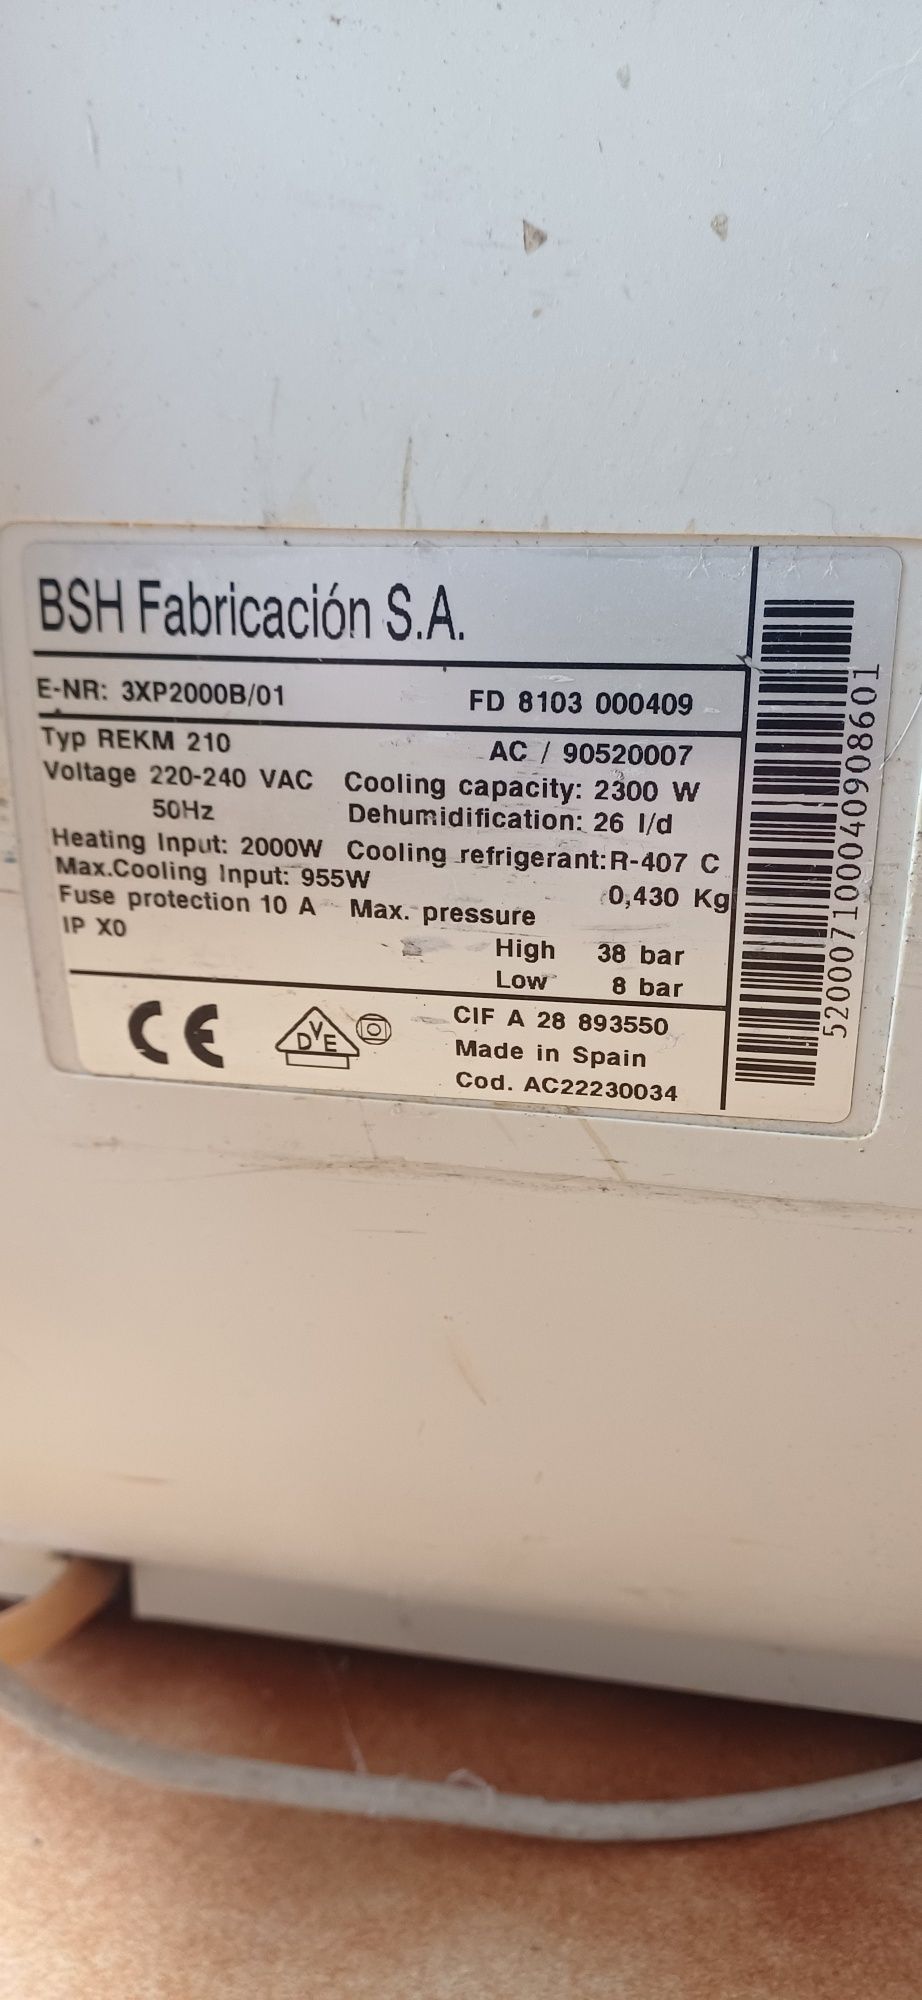 BSH Fabricación S.A.
E-NR: 3XP2000B/01 FD 8103 000409
Typ REKM 210 AC / 90520007
Voltage 220-240 VAC Cooling capacity: 2300 W
50Hz Dehumidification: 26 l/d
Heating Input: 2000W Cooling refrigerant: R-407 C
Max.Cooling Input: 955W 0,430 Kg
Fuse protection 10 A Max. pressure
IP X0 High 38 bar
Low 8 bar
CE DVE CIF A 28 893550
Made in Spain
Cod. AC22230034
520007100040908601